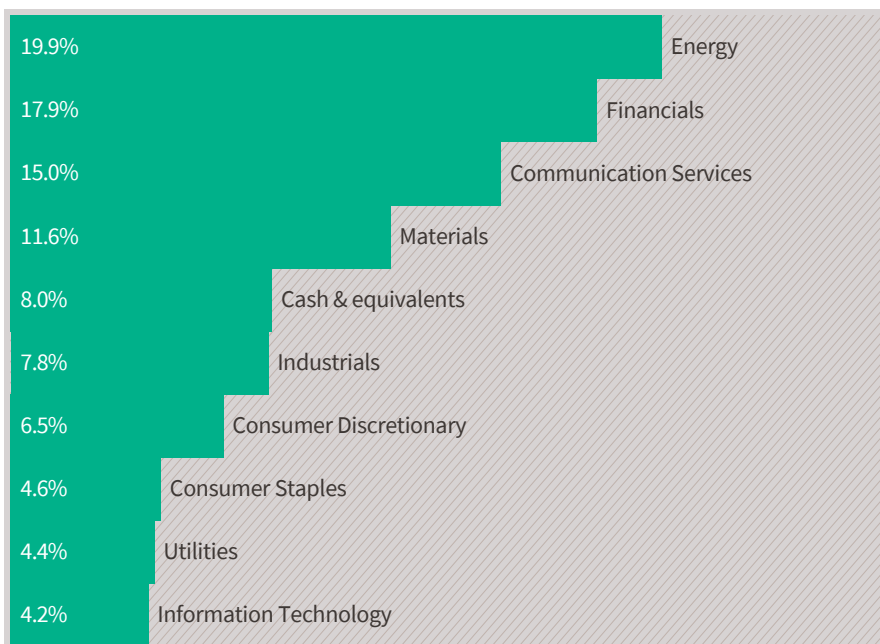 19.9% Energy
17.9% Financials
15.0% Communication Services
11.6% Materials
8.0% Cash & equivalents
7.8% Industrials
6.5% Consumer Discretionary
4.6% Consumer Staples
4.4% Utilities
4.2% Information Technology